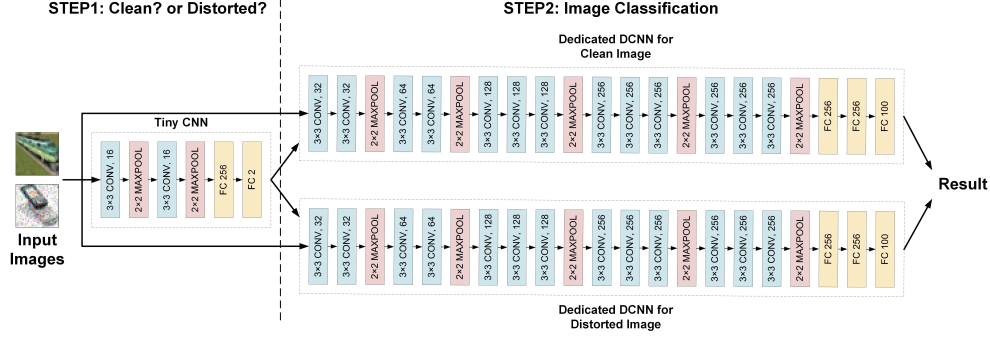 STEP1: Clean? or Distorted?
STEP2: Image Classification
Dedicated DCNN for
Clean Image
3×3 CONV, 32
3×3 CONV, 32
2×2 MAXPOOL
3×3 CONV, 64
3×3 CONV, 64
2×2 MAXPOOL
3×3 CONV, 128
3×3 CONV, 128
3×3 CONV, 128
2×2 MAXPOOL
3×3 CONV, 256
3×3 CONV, 256
3×3 CONV, 256
2×2 MAXPOOL
3×3 CONV, 256
3×3 CONV, 256
3×3 CONV, 256
2×2 MAXPOOL
FC 256
FC 256
FC 100
Tiny CNN
3×3 CONV, 16
2×2 MAXPOOL
3×3 CONV, 16
2×2 MAXPOOL
FC 256
FC 2
Input
Images
Result
3×3 CONV, 32
3×3 CONV, 32
2×2 MAXPOOL
3×3 CONV, 64
3×3 CONV, 64
2×2 MAXPOOL
3×3 CONV, 128
3×3 CONV, 128
3×3 CONV, 128
2×2 MAXPOOL
3×3 CONV, 256
3×3 CONV, 256
3×3 CONV, 256
2×2 MAXPOOL
3×3 CONV, 256
3×3 CONV, 256
3×3 CONV, 256
2×2 MAXPOOL
FC 256
FC 256
FC 100
Dedicated DCNN for
Distorted Image